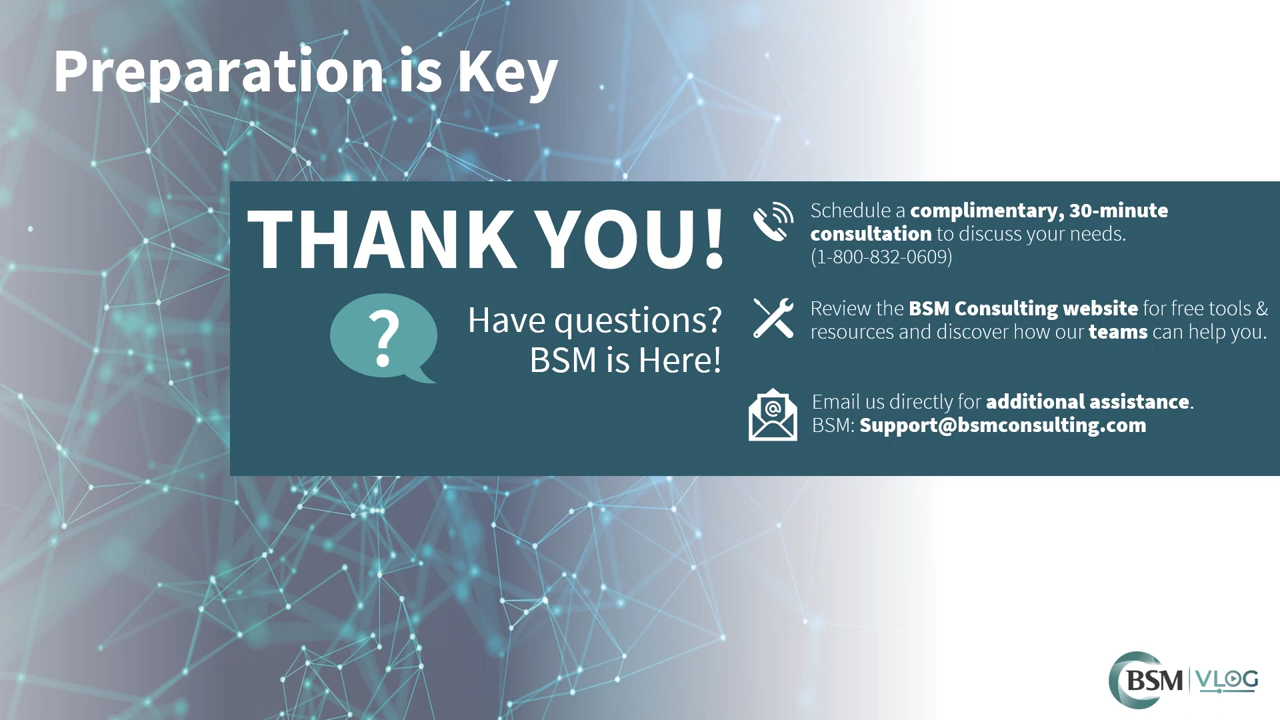 Preparation is Key
THANK YOU!
?
Have questions?
BSM is Here!
Schedule a complimentary, 30-minute
consultation to discuss your needs.
(1-800-832-0609)
Review the BSM Consulting website for free tools &
resources and discover how our teams can help you.
@
Email us directly for additional assistance.
BSM: Support@bsmconsulting.com
BSM | VLOG